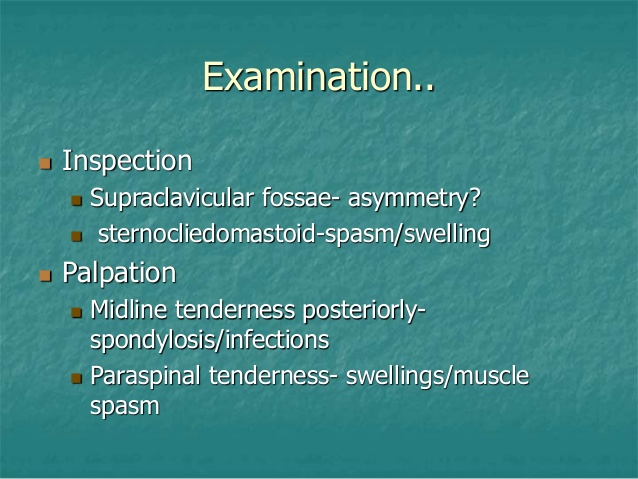 Examination..
Inspection
Supraclavicular fossae- asymmetry?
sternocliedomastoid-spasm/swelling
Palpation
Midline tenderness posteriorly-
spondylosis/infections
Paraspinal tenderness- swellings/muscle
spasm